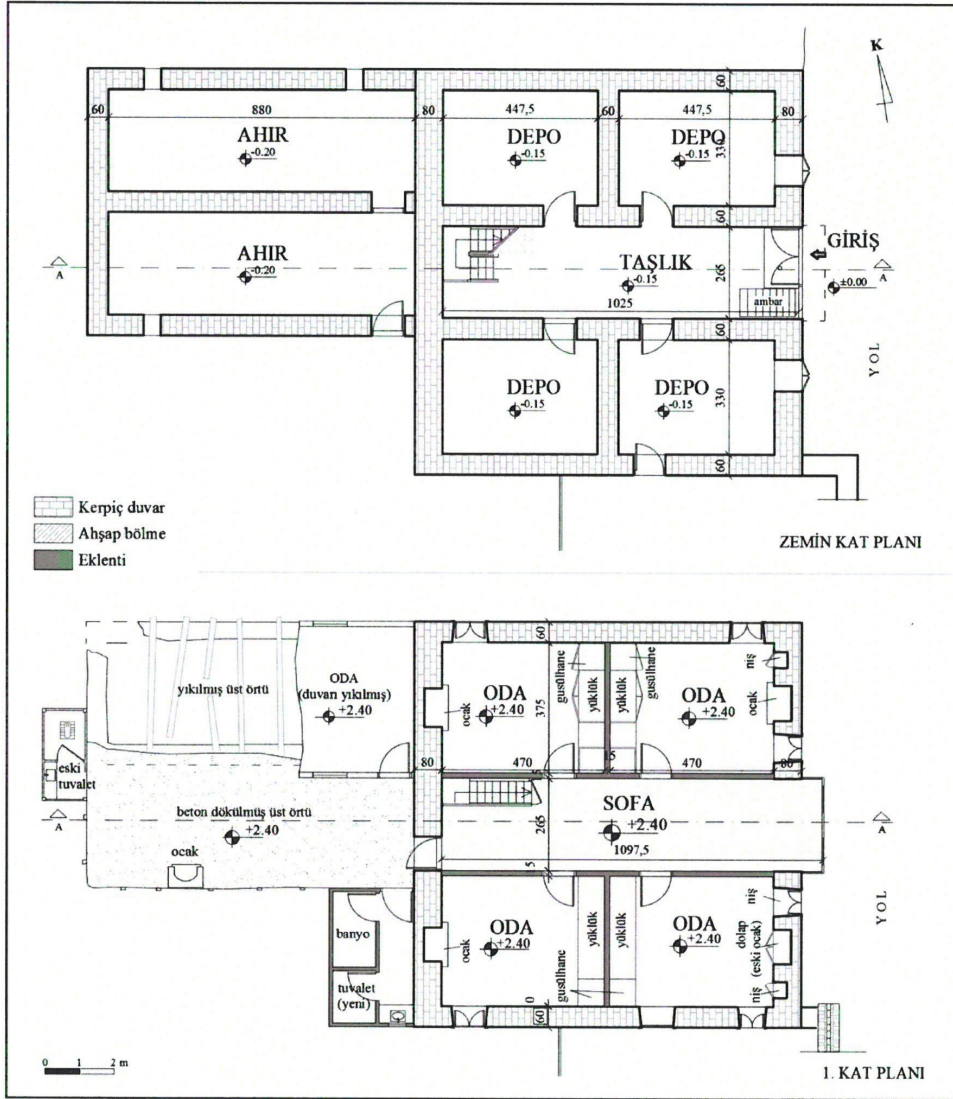 K
60
60
880
80
447,5
60
447,5
80
AHIR
-0.20
DEPO
-0.15
DEPO
-0.15
330
60
GİRİŞ
AHIR
-0.20
TAŞLIK
-0.15
265
A
A
±0.00
1025
ambar
60
YOL
DEPO
-0.15
DEPO
-0.15
330
60
Kerpiç duvar
Ahşap bölme
Eklenti
ZEMİN KAT PLANI
60
yıkılmış üst örtü
ODA
(duvarı yıkılmış)
+2.40
gusülhane
yüklük
yüklük
gusülhane
niş
ODA
+2.40
375
ocak
ODA
+2.40
ocak
eski
tuvalet
80
470
15
470
80
beton dökülmüş üst örtü
+2.40
SOFA
+2.40
265
A
A
1097,5
ocak
15
YOL
banyo
ocak
ODA
+2.40
yüklük
yüklük
ODA
+2.40
niş
(eski ocak)
dolap
niş
gusülhane
tuvalet
(yeni)
60
0 1 2 m
1. KAT PLANI